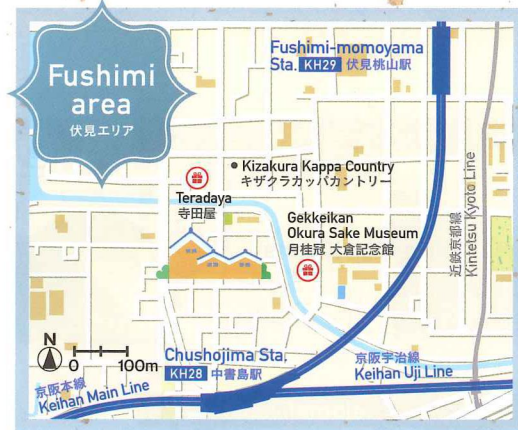 Fushimi
area
伏見エリア
Fushimi-momoyama
Sta. KH29 伏見桃山駅
Kizakura Kappa Country
キザクラカッパカントリー
Teradaya
寺田屋
Gekkeikan
Okura Sake Museum
月桂冠 大倉記念館
近鉄京都線
Kintetsu Kyoto Line
N
0 100m
Chushojima Sta.
KH28 中書島駅
京阪本線
Keihan Main Line
京阪宇治線
Keihan Uji Line